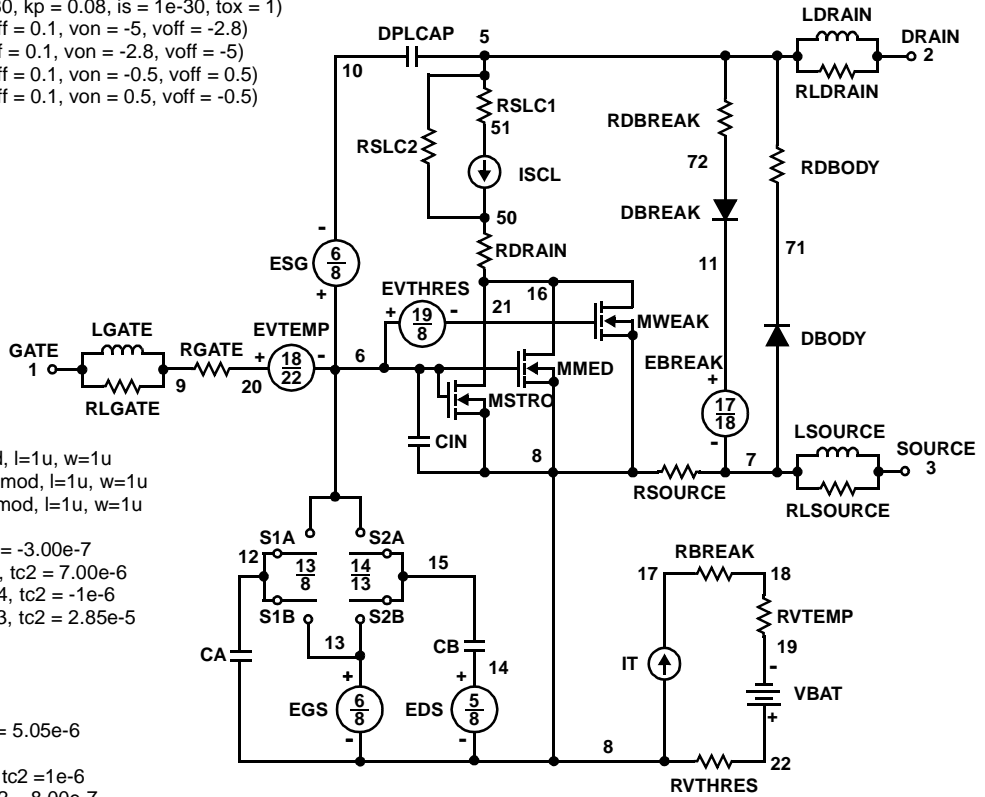 60, kp = 0.08, is = 1e-30, tox = 1)
off = 0.1, von = -5, voff = -2.8)
ff = 0.1, von = -2.8, voff = -5)
ff = 0.1, von = -0.5, voff = 0.5)
ff = 0.1, von = 0.5, voff = -0.5)
DPLCAP
5
10
LDRAIN
DRAIN
2
RLDRAIN
RSLC1
51
RSLC2
ISCL
50
RDBREAK
72
RDBODY
DBREAK
71
11
ESG
-
6
8
+
RDRAIN
EVTHRES
+
19
8
-
21
16
MWEAK
LGATE
EVTEMP
GATE
1
RGATE
+
18
22
-
6
9
20
RLGATE
MMED
MSTRO
EBREAK
+
17
18
-
DBODY
CIN
8
RSOURCE
7
LSOURCE
SOURCE
3
RLSOURCE
d, l=1u, w=1u
mod, l=1u, w=1u
mod, l=1u, w=1u
= -3.00e-7
, tc2 = 7.00e-6
4, tc2 = -1e-6
3, tc2 = 2.85e-5
= 5.05e-6
tc2 =1e-6
S1A
S2A
12
13
8
14
13
15
S1B
S2B
13
CA
CB
14
+
EGS
6
8
-
+
EDS
5
8
-
RBREAK
17
18
RVTEMP
19
-
IT
VBAT
+
8
22
RVTHRES